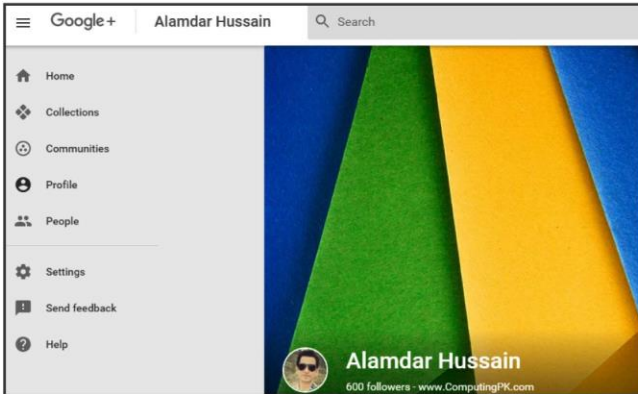 Google+ Alamdar Hussain Search
Home
Collections
Communities
Profile
People
Settings
Send feedback
Help
Alamdar Hussain
600 followers - www.ComputingPK.com